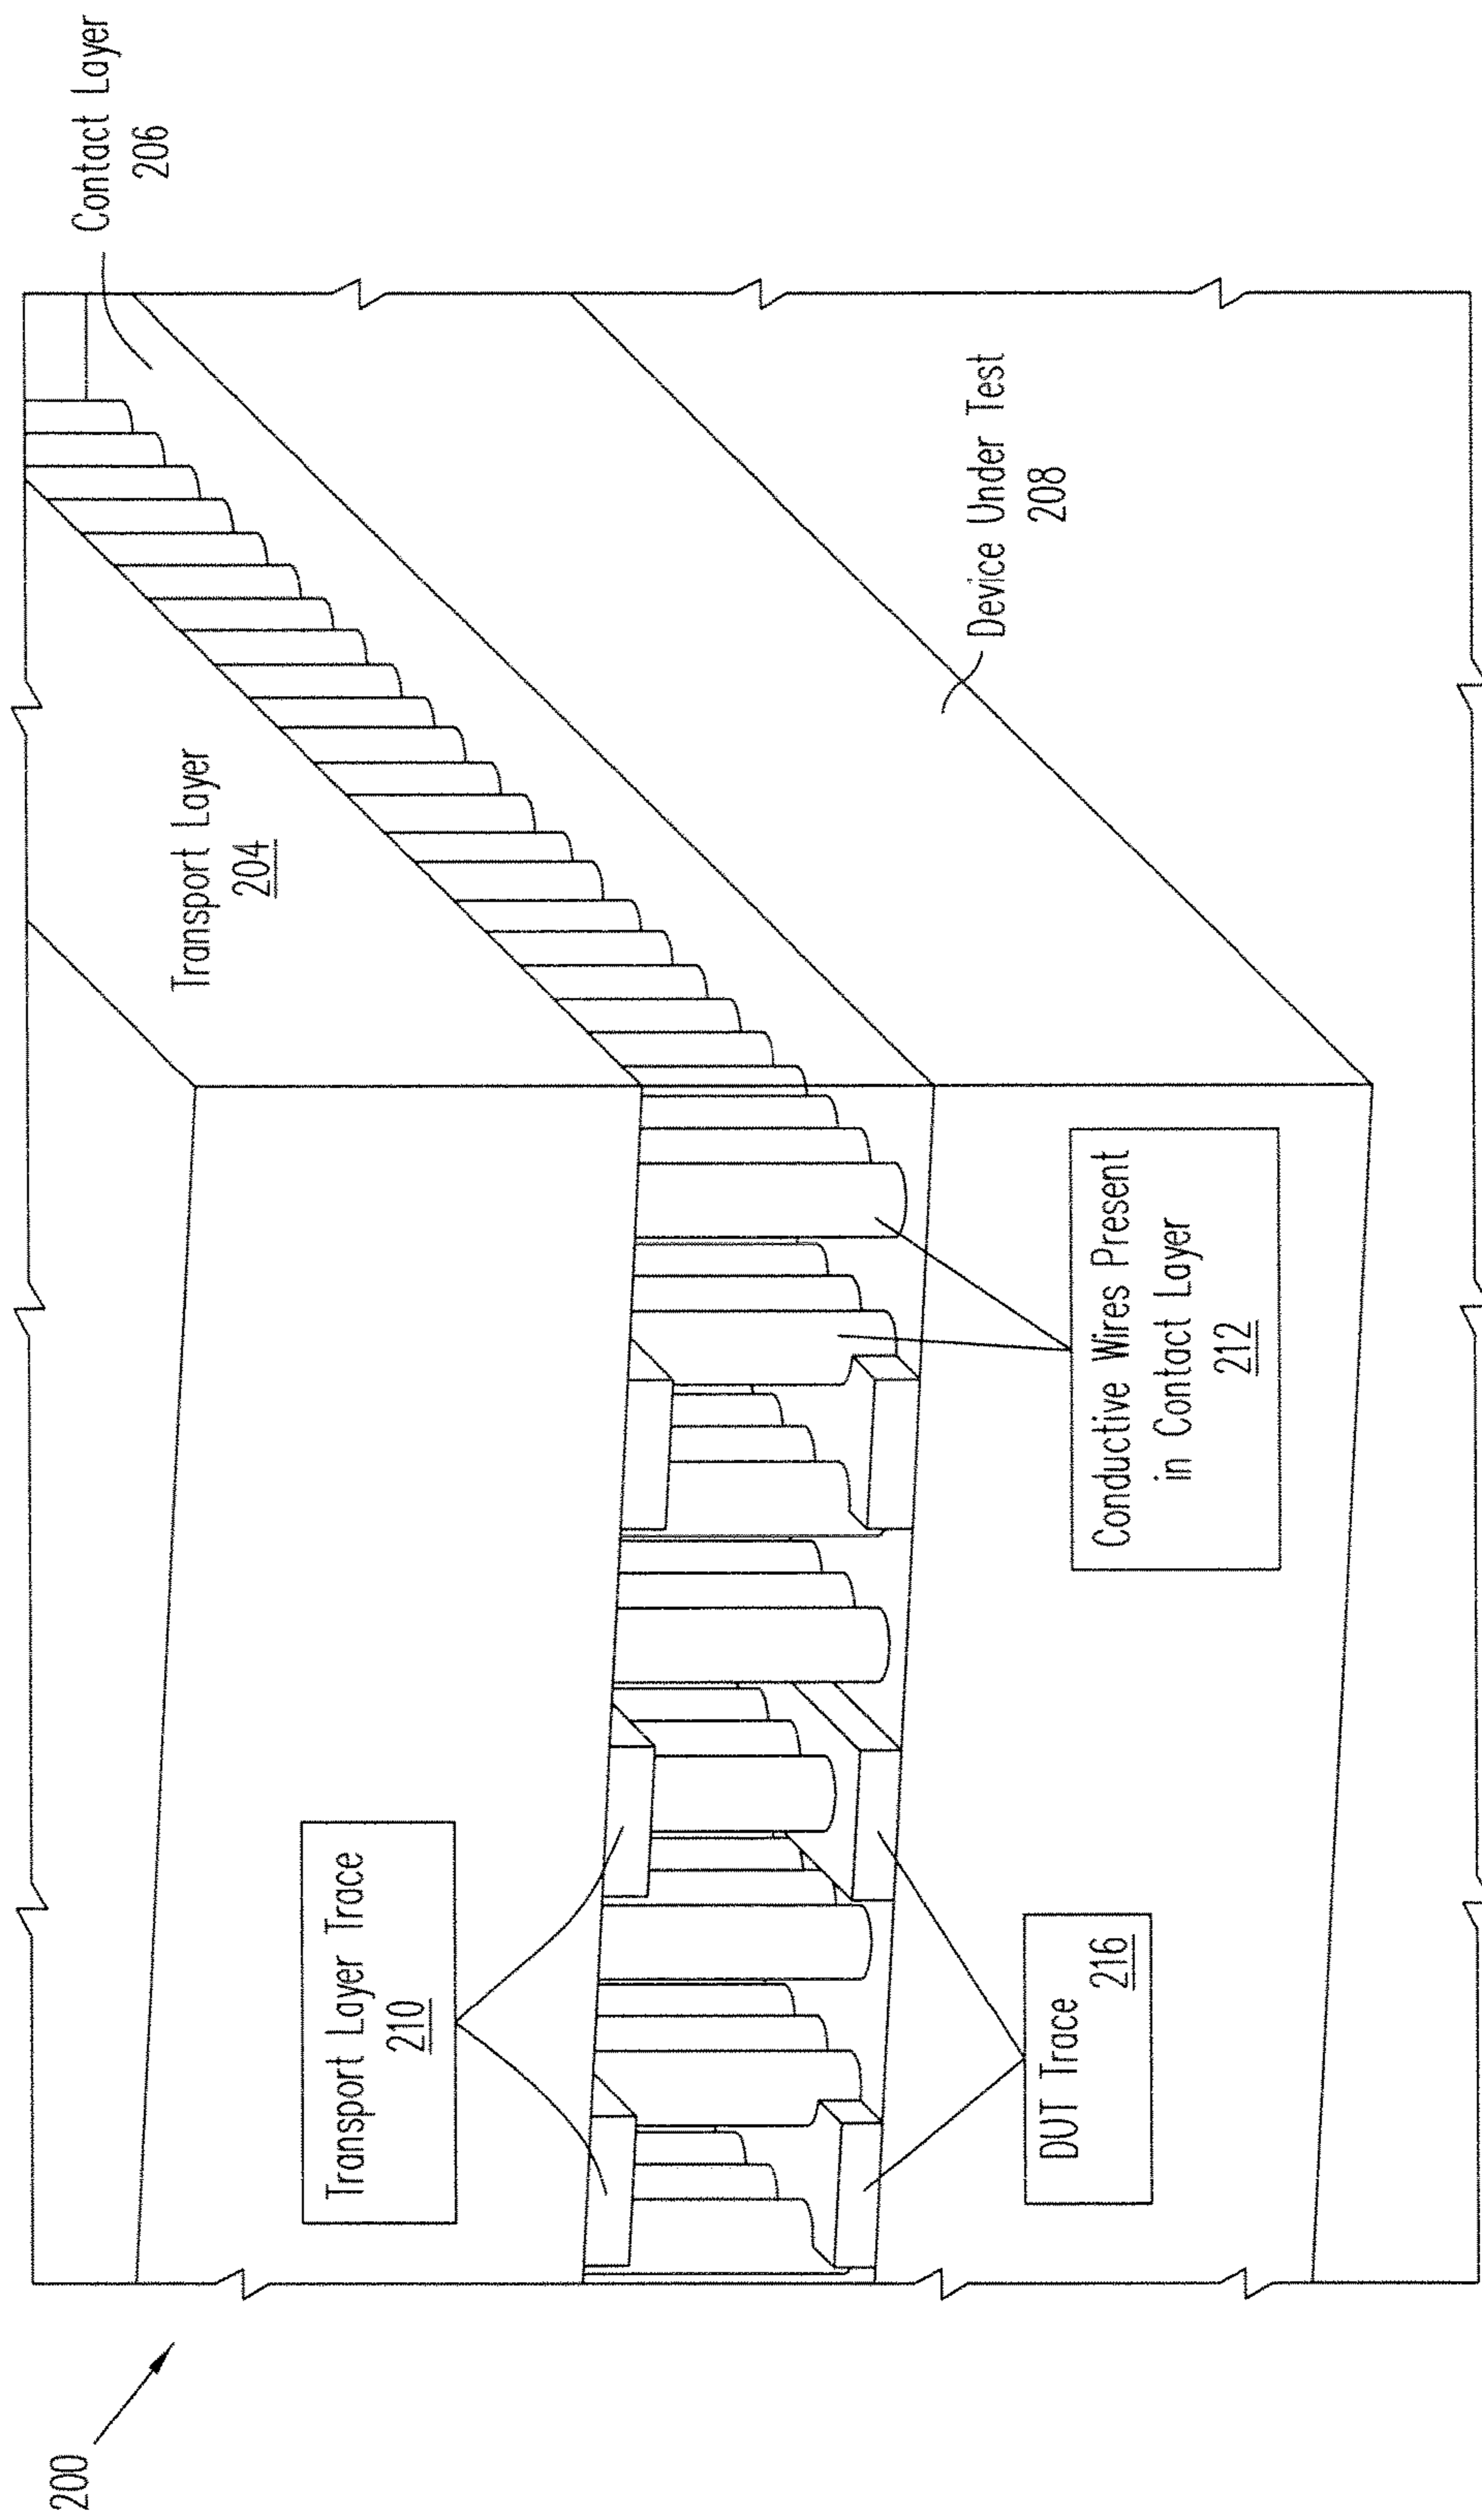 200
Transport Layer
204
Contact Layer
206
Transport Layer Trace
210
Device Under Test
208
DUT Trace
216
Conductive Wires Present
in Contact Layer
212